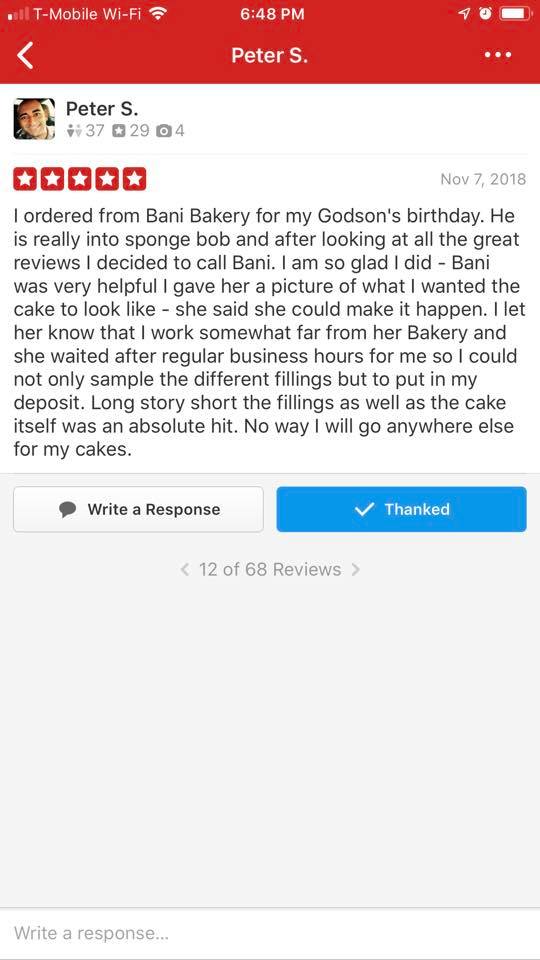 T-Mobile Wi-Fi 6:48 PM
Peter S.
Peter S.
37 29 4
Nov 7, 2018
I ordered from Bani Bakery for my Godson's birthday. He
is really into sponge bob and after looking at all the great
reviews I decided to call Bani. I am so glad I did - Bani
was very helpful I gave her a picture of what I wanted the
cake to look like - she said she could make it happen. I let
her know that I work somewhat far from her Bakery and
she waited after regular business hours for me so I could
not only sample the different fillings but to put in my
deposit. Long story short the fillings as well as the cake
itself was an absolute hit. No way I will go anywhere else
for my cakes.
Write a Response Thanked
12 of 68 Reviews
Write a response...